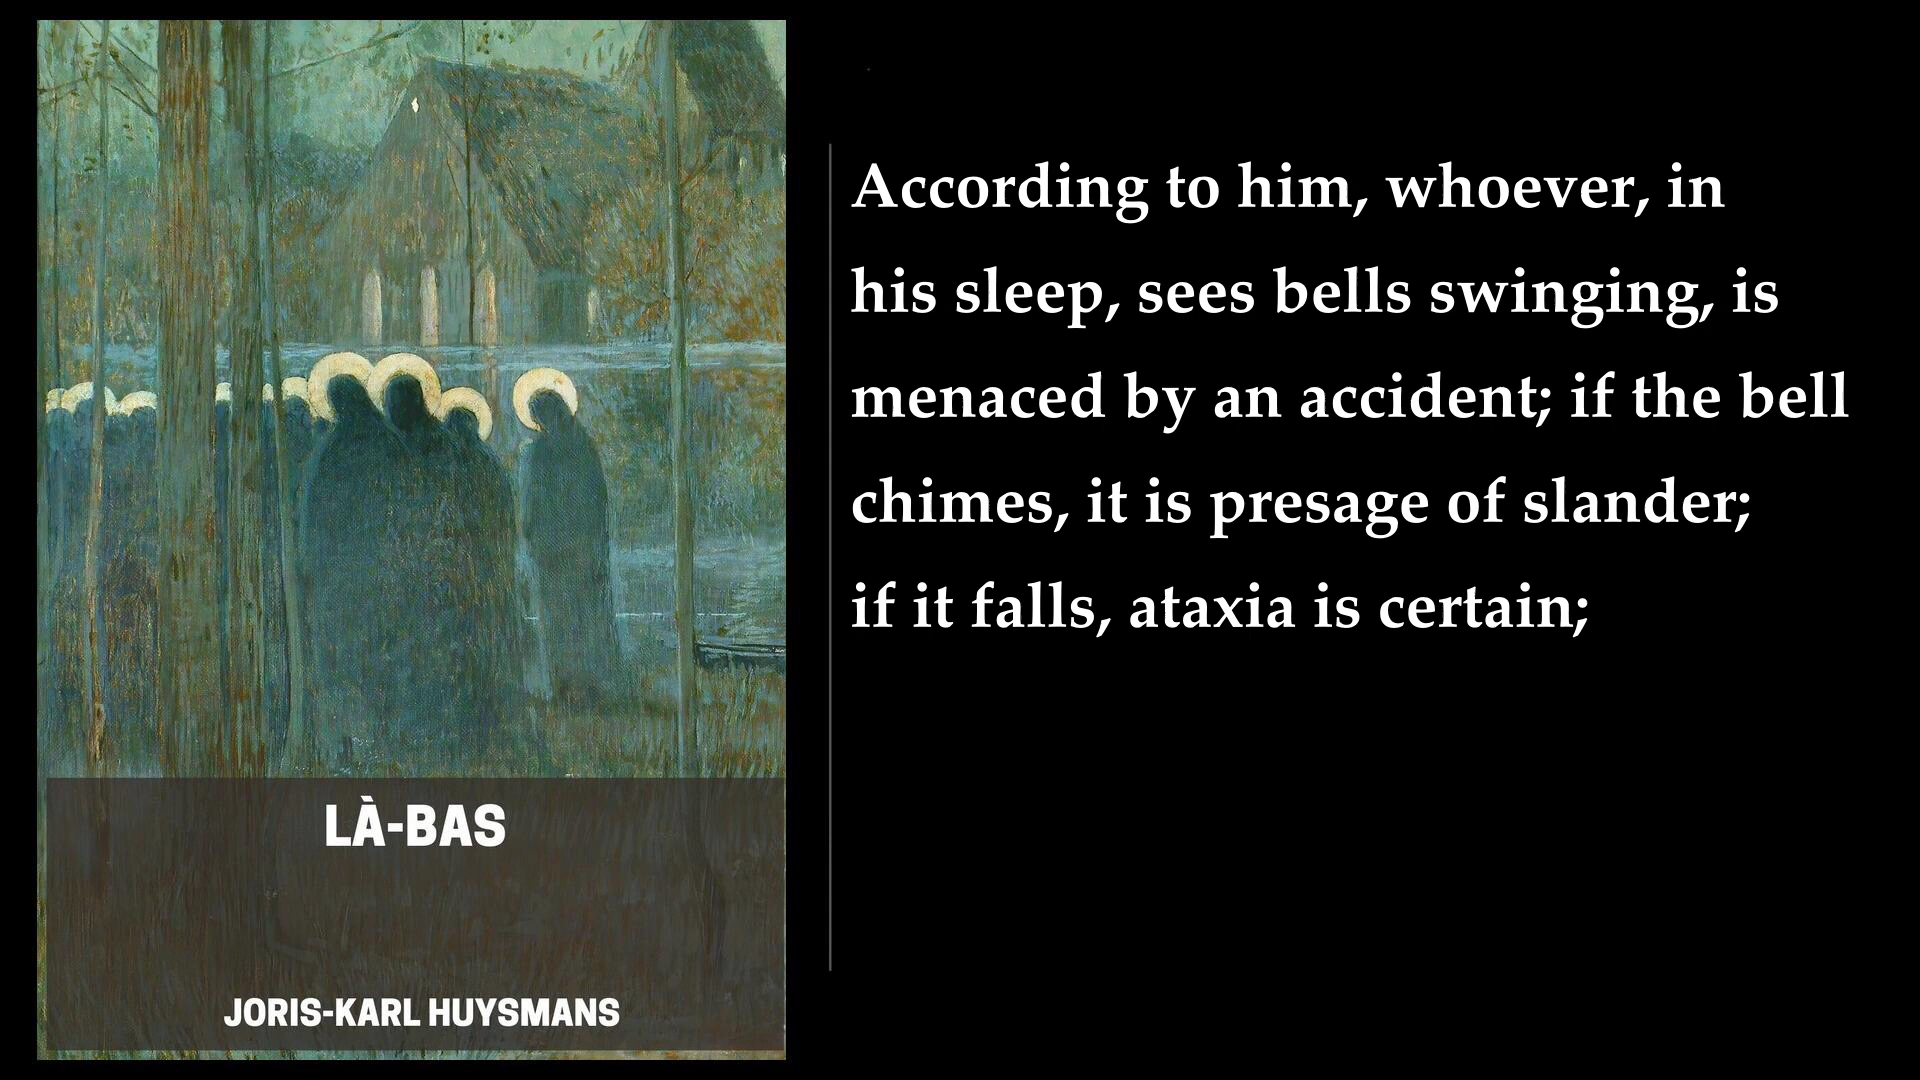 LÀ-BAS
JORIS-KARL HUYSMANS
According to him, whoever, in
his sleep, sees bells swinging, is
menaced by an accident; if the bell
chimes, it is presage of slander;
if it falls, ataxia is certain;